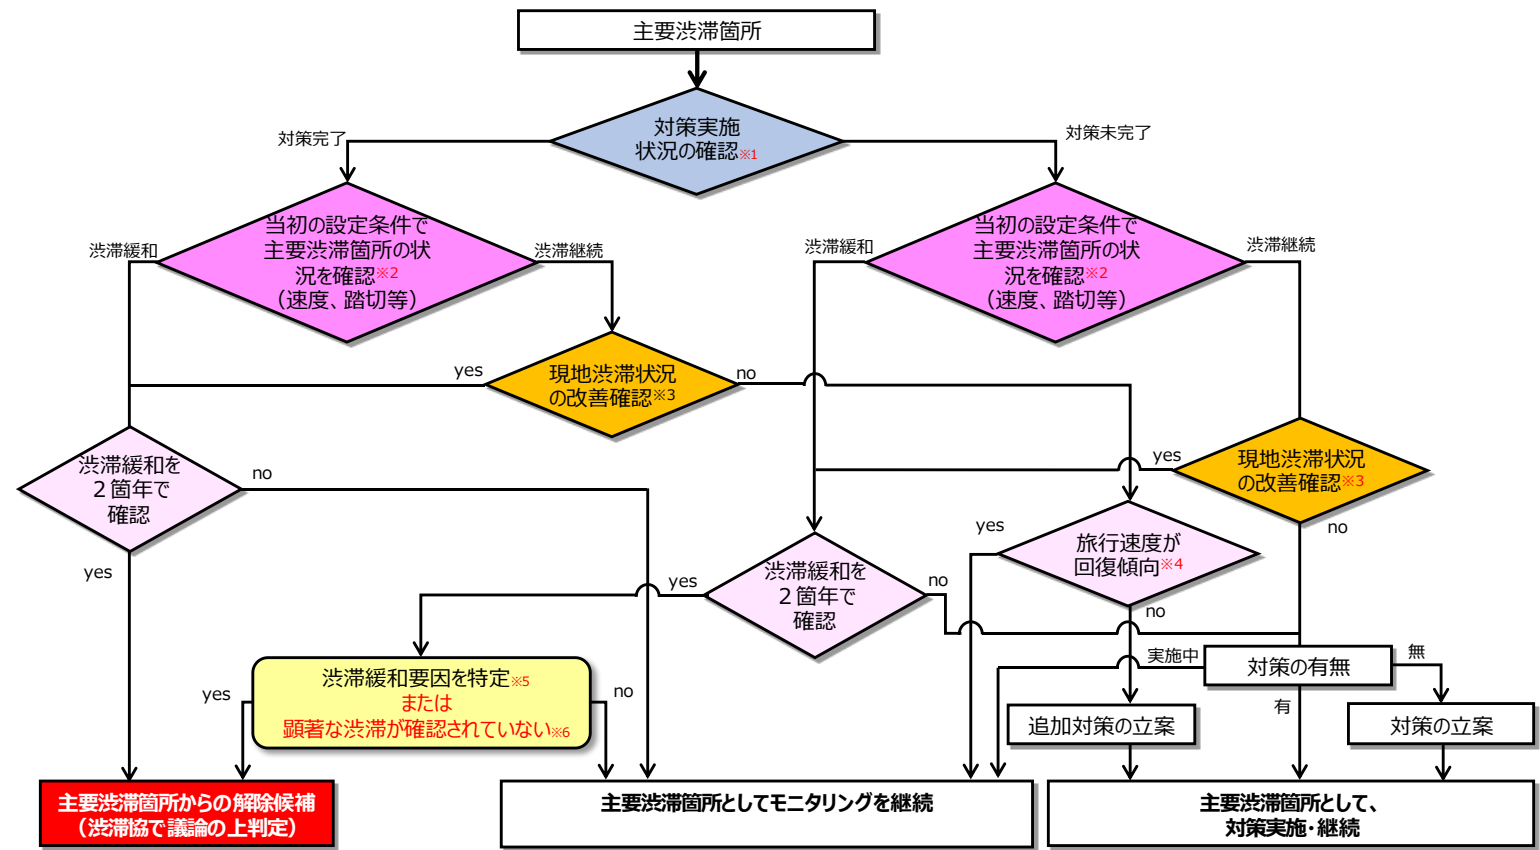 主要渋滞箇所
対策実施
状況の確認※1
対策完了
対策未完了
当初の設定条件で
主要渋滞箇所の状
況を確認※2
（速度、踏切等）
渋滞緩和
渋滞継続
当初の設定条件で
主要渋滞箇所の状
況を確認※2
（速度、踏切等）
渋滞緩和
渋滞継続
現地渋滞状況
の改善確認※3
yes
no
現地渋滞状況
の改善確認※3
yes
no
渋滞緩和を
２箇年で
確認
no
yes
旅行速度が
回復傾向※4
yes
no
渋滞緩和を
２箇年で
確認
yes
no
対策の有無
実施中
無
有
渋滞緩和要因を特定※5
または
顕著な渋滞が確認されていない※6
yes
no
追加対策の立案
対策の立案
主要渋滞箇所からの解除候補
（渋滞協で議論の上判定）
主要渋滞箇所としてモニタリングを継続
主要渋滞箇所として、
対策実施・継続